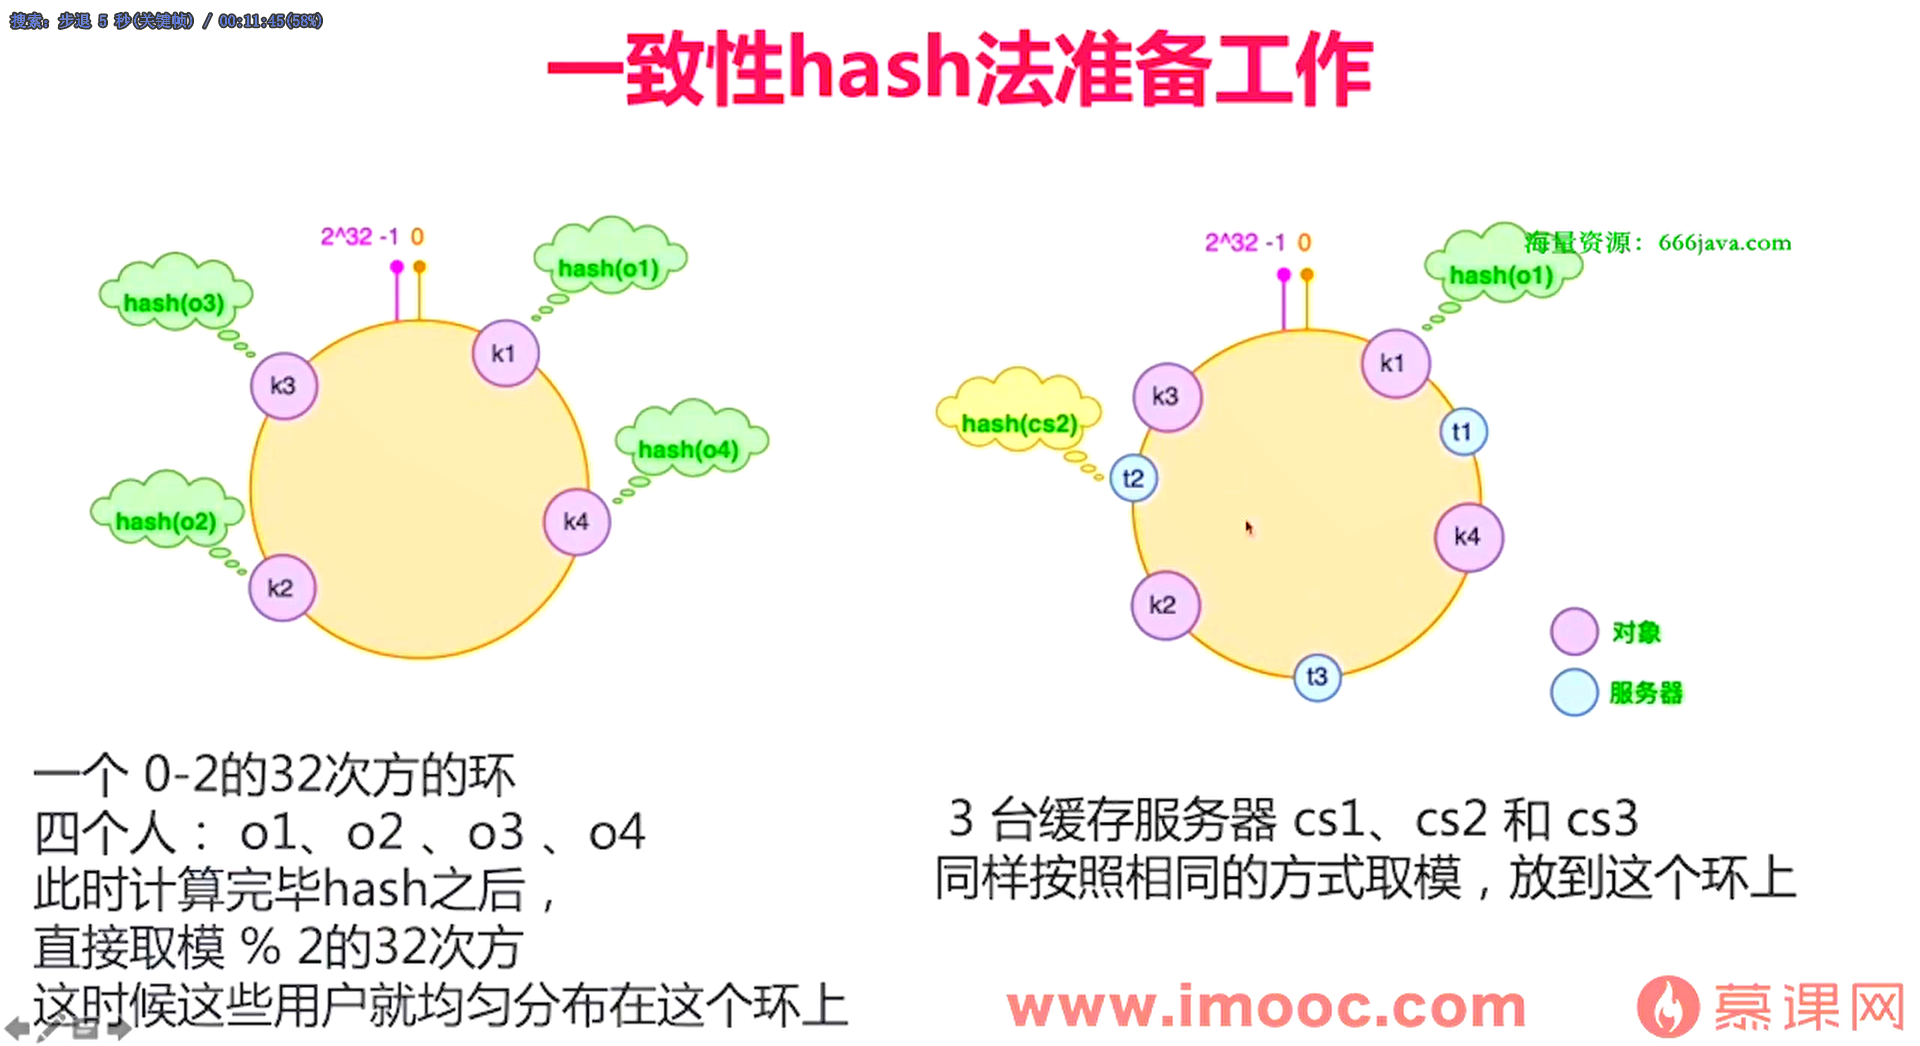 搜索: 步退 5 秒(关键帧) / 00:11:45(58%)
一致性hash法准备工作
2^32 -1 0
hash(o1)
hash(o3)
k1
k3
hash(o4)
hash(o2)
k4
k2
2^32 -1 0
海量资源：666java.com
hash(o1)
k1
k3
hash(cs2)
t1
t2
k4
k2
t3
对象
服务器
一个 0-2的32次方的环
四个人： o1、o2 、o3 、o4
此时计算完毕hash之后，
直接取模 % 2的32次方
这时候这些用户就均匀分布在这个环上
3 台缓存服务器 cs1、cs2 和 cs3
同样按照相同的方式取模，放到这个环上
www.imooc.com
慕课网